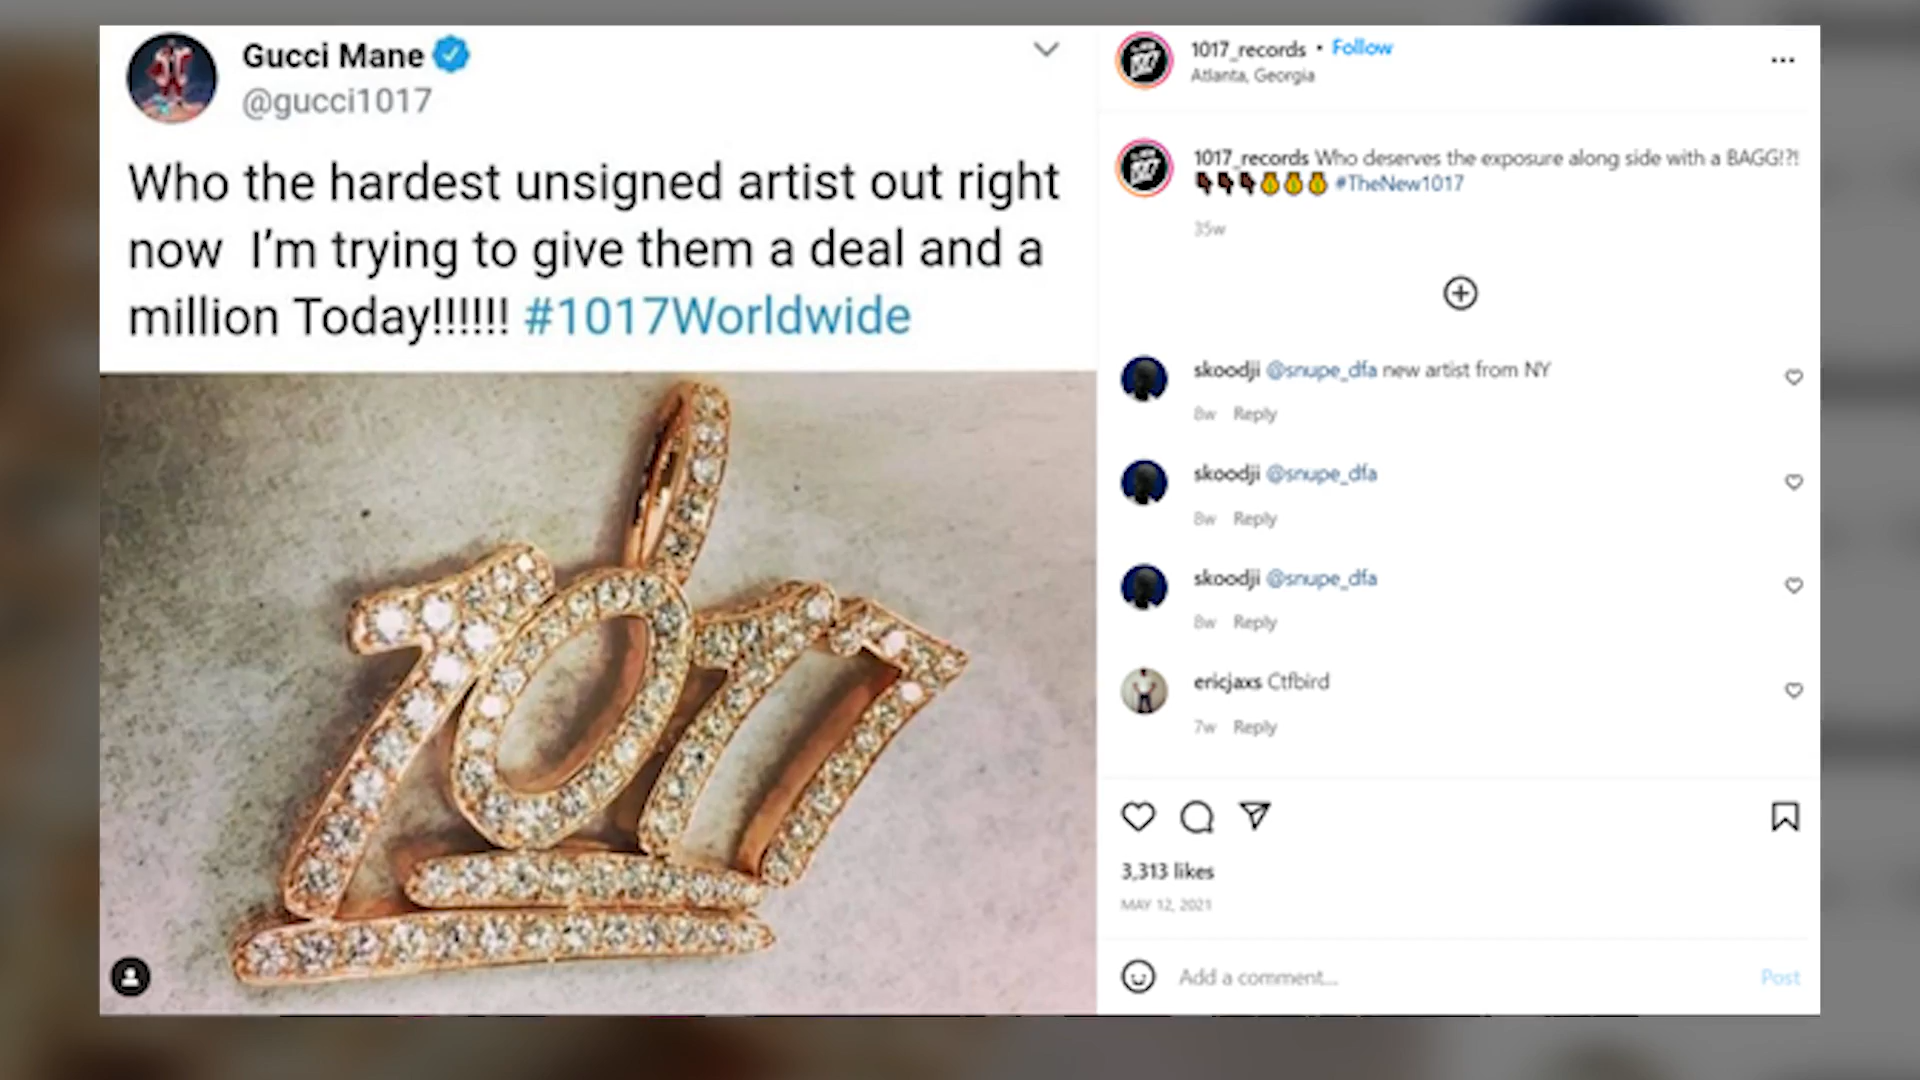 Gucci Mane
@gucci1017
Who the hardest unsigned artist out right
now I'm trying to give them a deal and a
million Today!!!!!! #1017Worldwide
1017
1017_records • Follow
Atlanta, Georgia
1017_records Who deserves the exposure along side with a BAGG!?!
👇🏿👇🏿👇🏿💰💰💰 #TheNew1017
35w
skoodji @snupe_dfa new artist from NY
8w Reply
skoodji @snupe_dfa
8w Reply
skoodji @snupe_dfa
8w Reply
ericjaxs Ctfbird
7w Reply
3,313 likes
MAY 12, 2021
Add a comment... Post